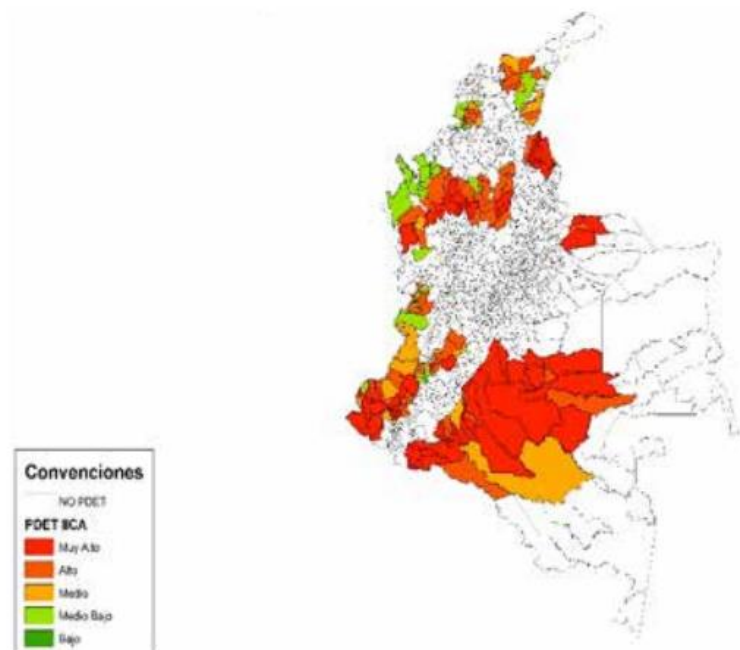 Convenciones
NO PDET
PDET IICA
Muy Alto
Alto
Medio
Medio Bajo
Bajo